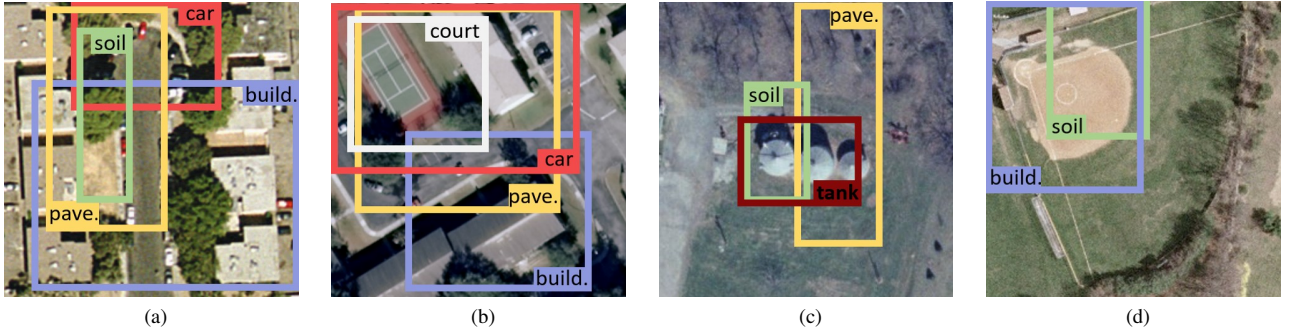 car
soil
build.
pave.
court
car
pave.
build.
pave.
soil
tank
soil
build.
(a)
(b)
(c)
(d)